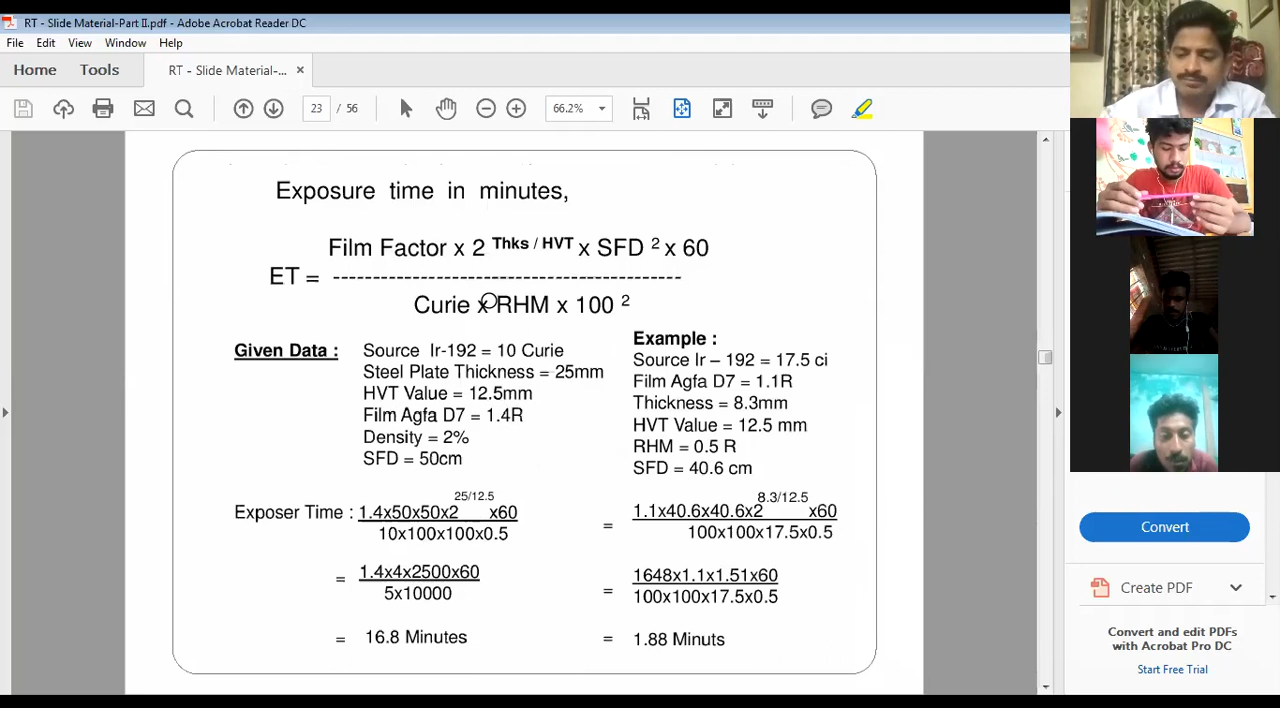 RT - Slide Material-Part II.pdf - Adobe Acrobat Reader DC
File Edit View Window Help
Home Tools RT - Slide Material-... ×
23 / 56 66.2%
Exposure time in minutes,
Film Factor x 2 Thks / HVT x SFD 2 x 60
ET = --------------------------------------------
Curie x RHM x 100 2
Given Data :
Source Ir-192 = 10 Curie
Steel Plate Thickness = 25mm
HVT Value = 12.5mm
Film Agfa D7 = 1.4R
Density = 2%
SFD = 50cm
Exposer Time : 1.4x50x50x2 25/12.5 x60
10x100x100x0.5
= 1.4x4x2500x60
5x10000
= 16.8 Minutes
Example :
Source Ir – 192 = 17.5 ci
Film Agfa D7 = 1.1R
Thickness = 8.3mm
HVT Value = 12.5 mm
RHM = 0.5 R
SFD = 40.6 cm
= 1.1x40.6x40.6x2 8.3/12.5 x60
100x100x17.5x0.5
= 1648x1.1x1.51x60
100x100x17.5x0.5
= 1.88 Minuts
Convert
Create PDF
Convert and edit PDFs
with Acrobat Pro DC
Start Free Trial